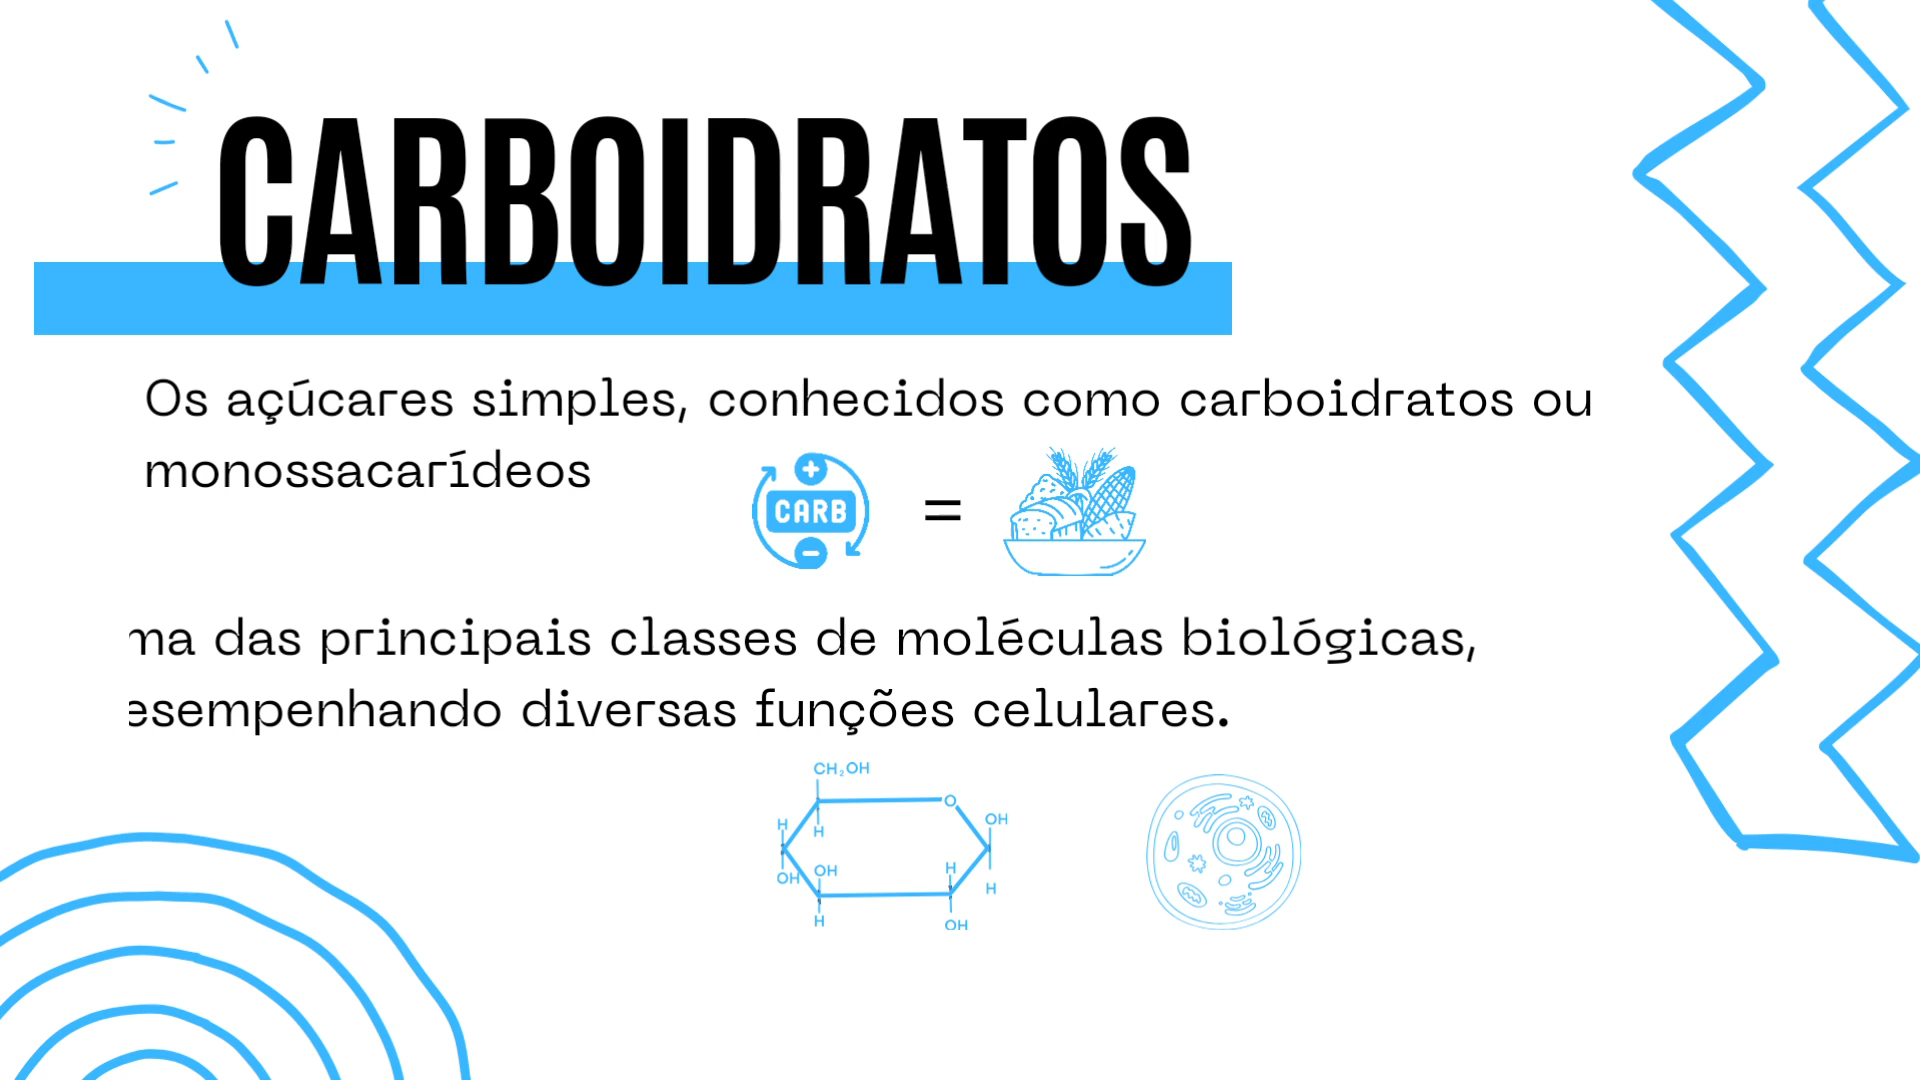 CARBOIDRATOS
Os açúcares simples, conhecidos como carboidratos ou
monossacarídeos
+
CARB
−
=
ma das principais classes de moléculas biológicas,
esempenhando diversas funções celulares.
CH₂OH
O
H
H
OH
OH
OH
H
H
H
OH